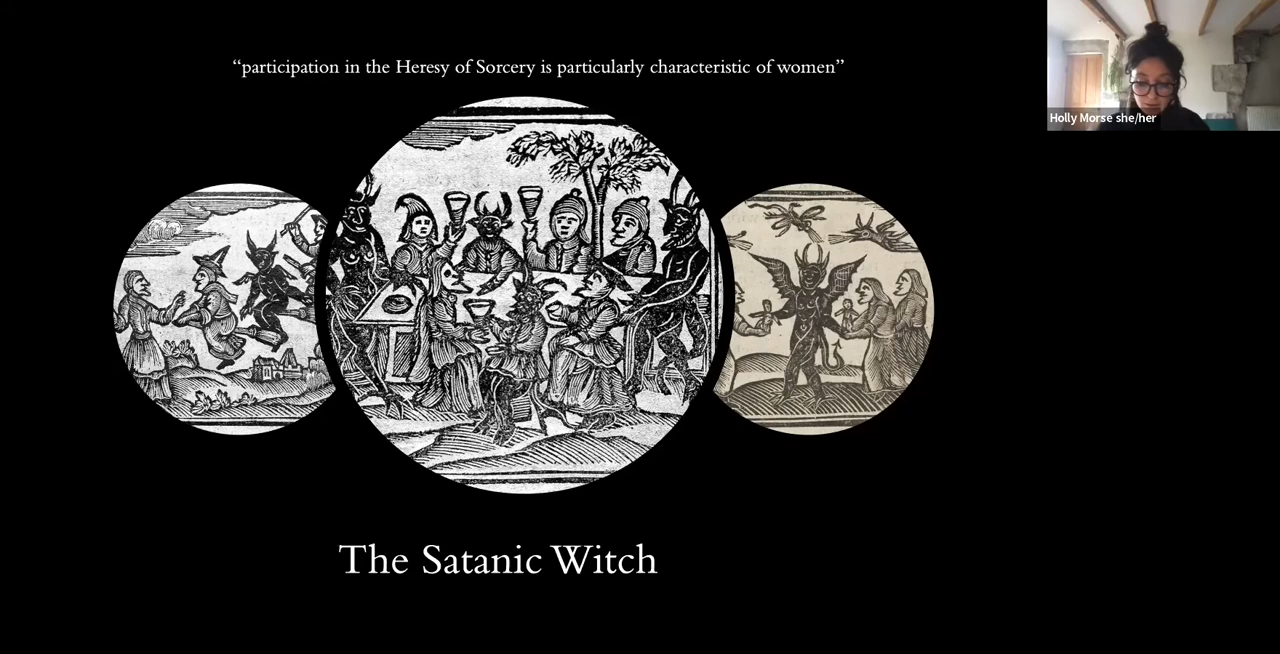 “participation in the Heresy of Sorcery is particularly characteristic of women”
Holly Morse she/her
The Satanic Witch